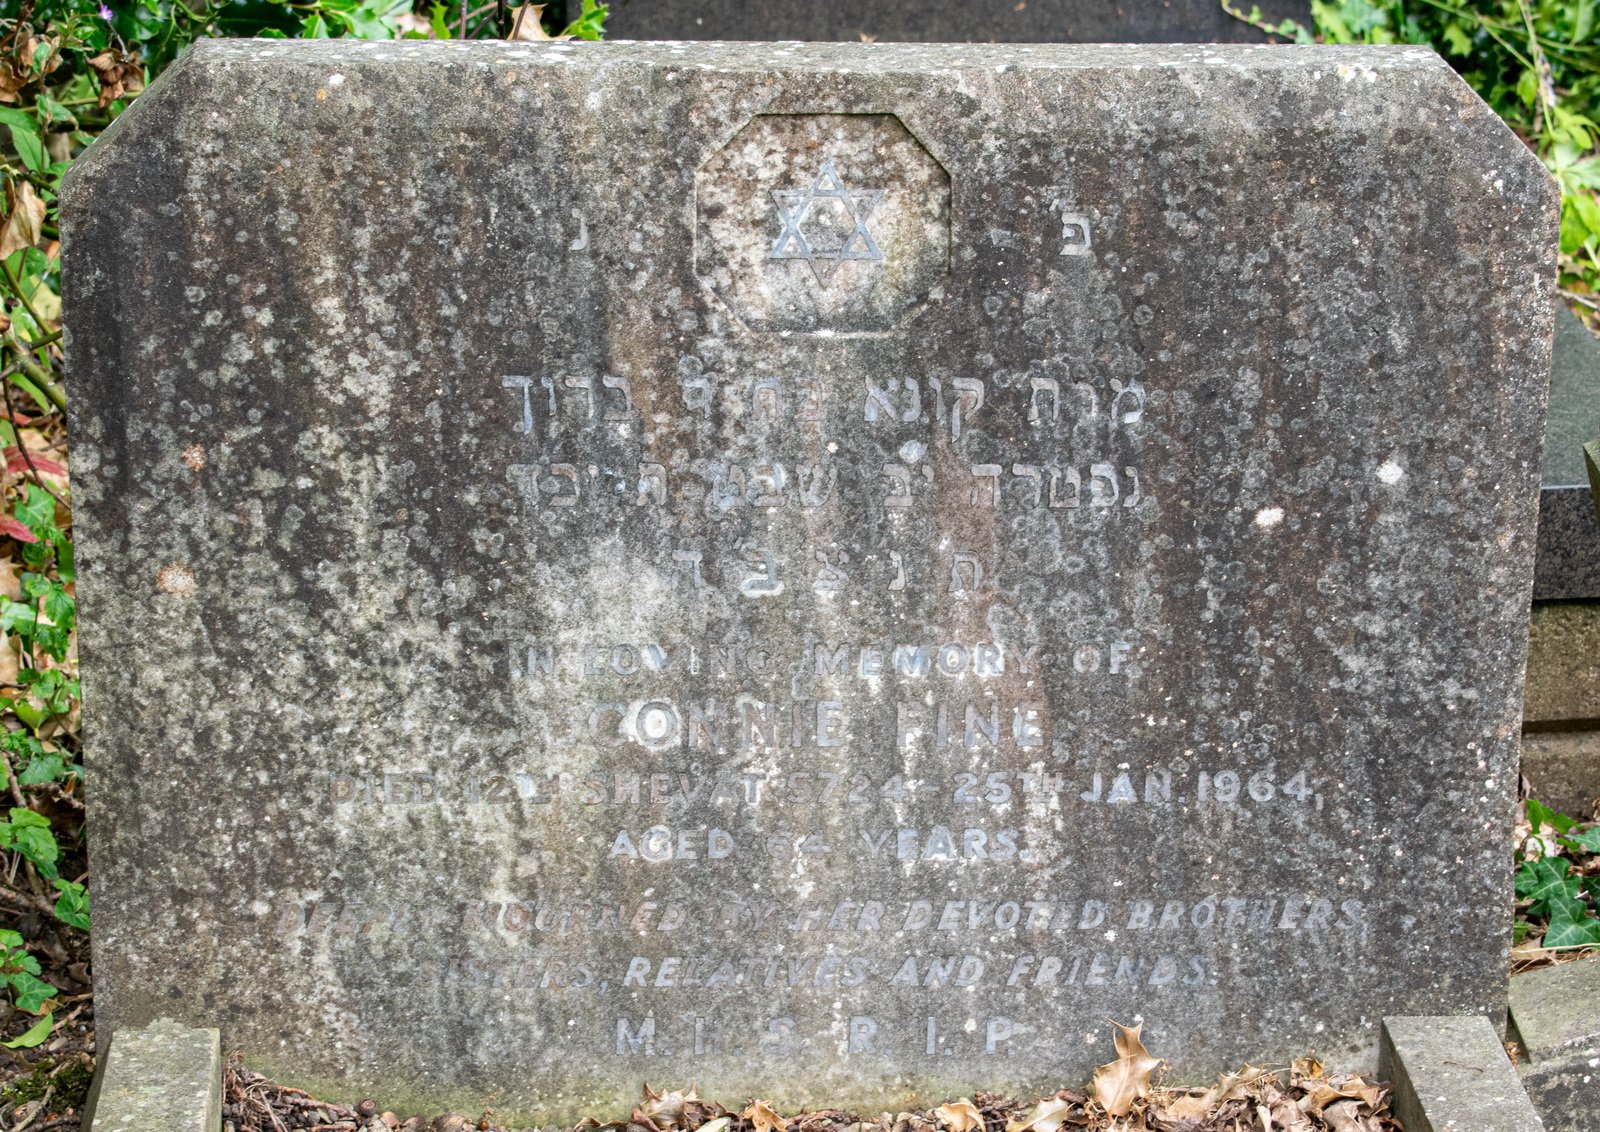 פ' נ'
מרת קונא בת ר' ברוך
נפטרה י"ב שבט תשכד
ת' נ' צ' ב' ה'
IN LOVING MEMORY OF
CONNIE FINE,
DIED 12TH SHEVAT 5724 - 25TH JAN. 1964,
AGED 64 YEARS.
DEEPLY MOURNED BY HER DEVOTED BROTHERS,
SISTERS, RELATIVES AND FRIENDS.
M. H. S. R. I. P.